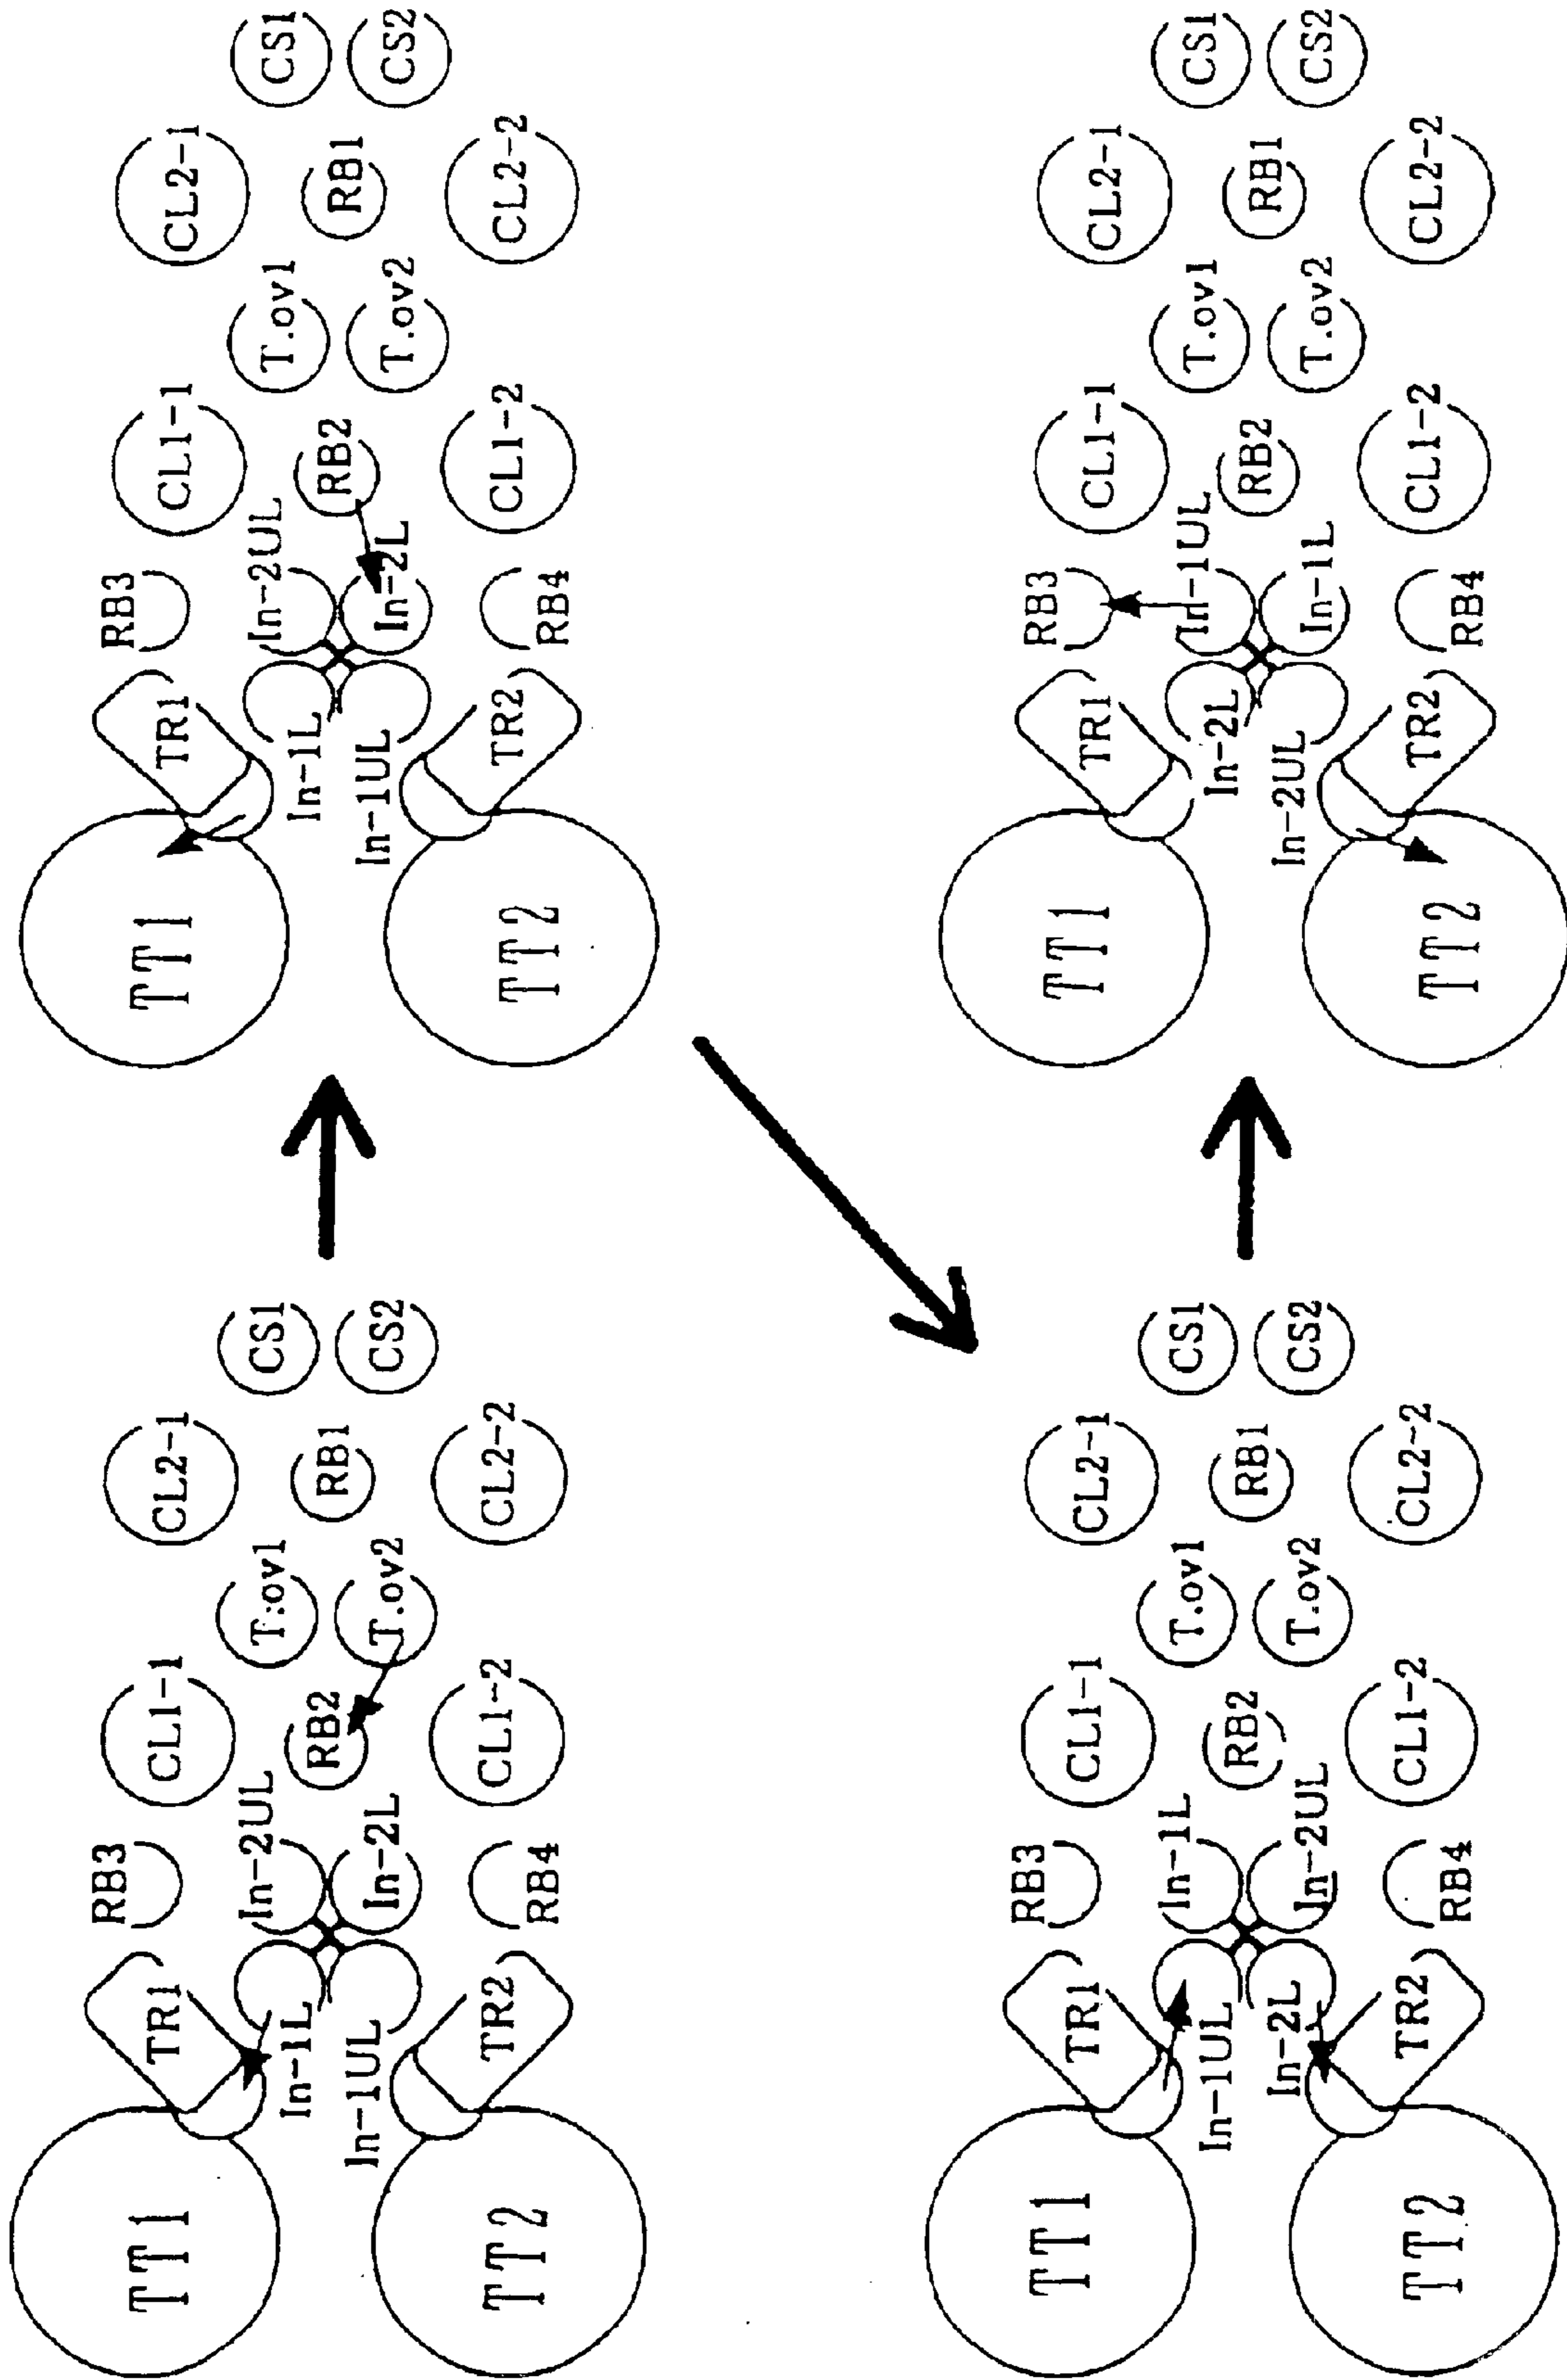 RB3
CL1-1
CL2-1
TT1
TR1
In-2UL
T.ov1
CS1
In-1L
RB2
RB1
In-1UL
In-2L
T.ov2
CS2
CL1-2
CL2-2
TT2
TR2
RB4
RB3
CL1-1
CL2-1
TT1
TR1
In-2UL
T.ov1
CS1
In-1L
RB2
RB1
In-1UL
In-2L
T.ov2
CS2
CL1-2
CL2-2
TT2
TR2
RB4
RB3
CL1-1
CL2-1
TT1
TR1
In-1L
T.ov1
CS1
In-1UL
RB2
RB1
In-2L
In-2UL
T.ov2
CS2
CL1-2
CL2-2
TT2
TR2
RB4
RB3
CL1-1
CL2-1
TT1
TR1
In-1UL
T.ov1
CS1
In-2L
RB2
RB1
In-2UL
In-1L
T.ov2
CS2
CL1-2
CL2-2
TT2
TR2
RB4